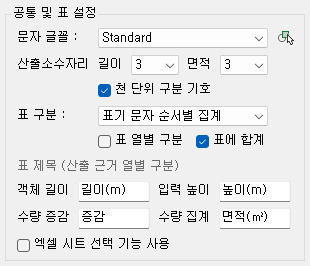 공통 및 표 설정
문자 글꼴 : Standard
산출소수자리 길이 3 면적 3
천 단위 구분 기호
표 구분 : 표기 문자 순서별 집계
표 열별 구분 표에 합계
표 제목 (산출 근거 열별 구분)
객체 길이 길이(m) 입력 높이 높이(m)
수량 증감 증감 수량 집계 면적(㎡)
엑셀 시트 선택 기능 사용